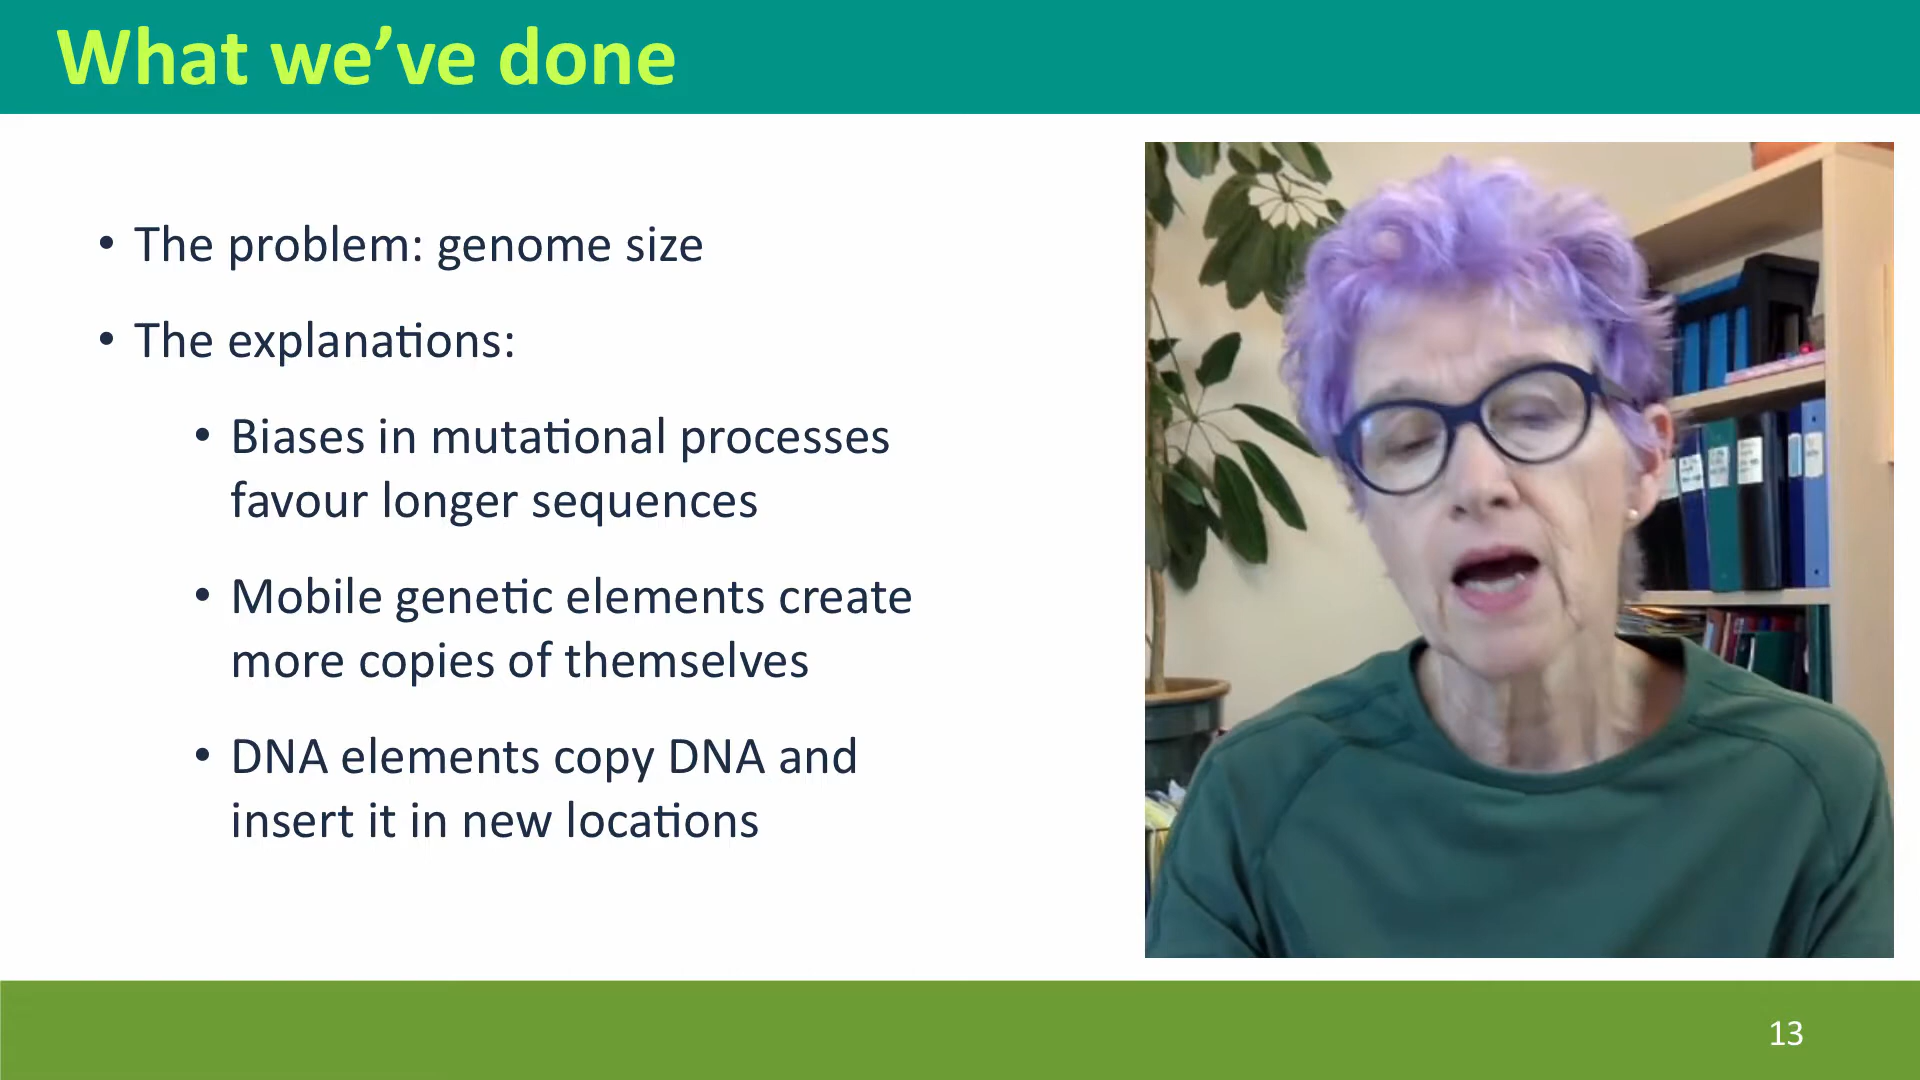 What we’ve done
• The problem: genome size
• The explanations:
• Biases in mutational processes
favour longer sequences
• Mobile genetic elements create
more copies of themselves
• DNA elements copy DNA and
insert it in new locations
13